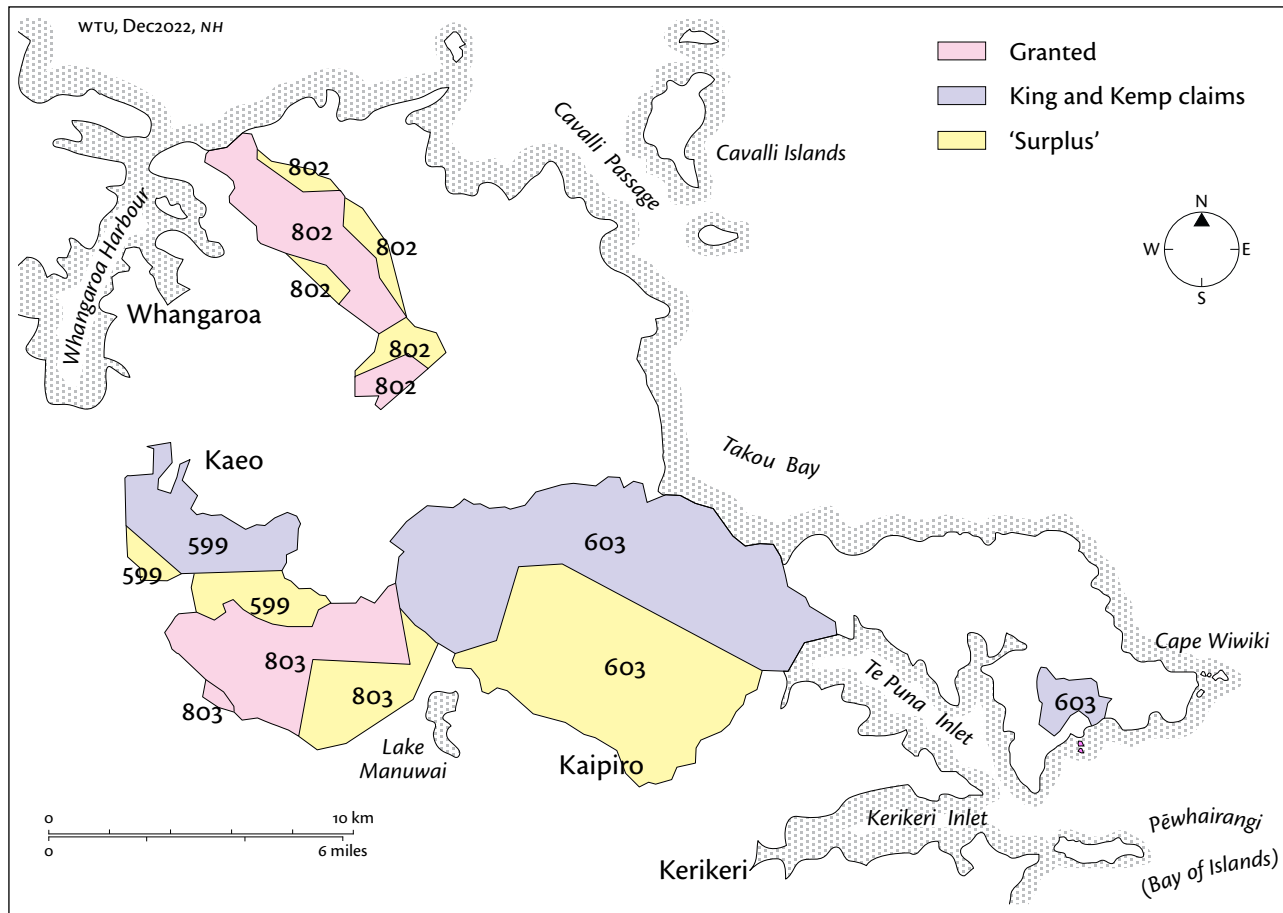 WTU, Dec2022, NH
Granted
King and Kemp claims
'Surplus'
Cavalli Passage
Cavalli Islands
N
W
E
S
802
802
802
802
802
802
Whangaroa Harbour
Whangaroa
Takou Bay
Kaeo
599
599
599
603
603
603
803
803
803
Cape Wiwiki
Te Puna Inlet
Lake
Manuwai
Kaipiro
Kerikeri Inlet
Kerikeri
Pēwhairangi
(Bay of Islands)
0
10 km
0
6 miles